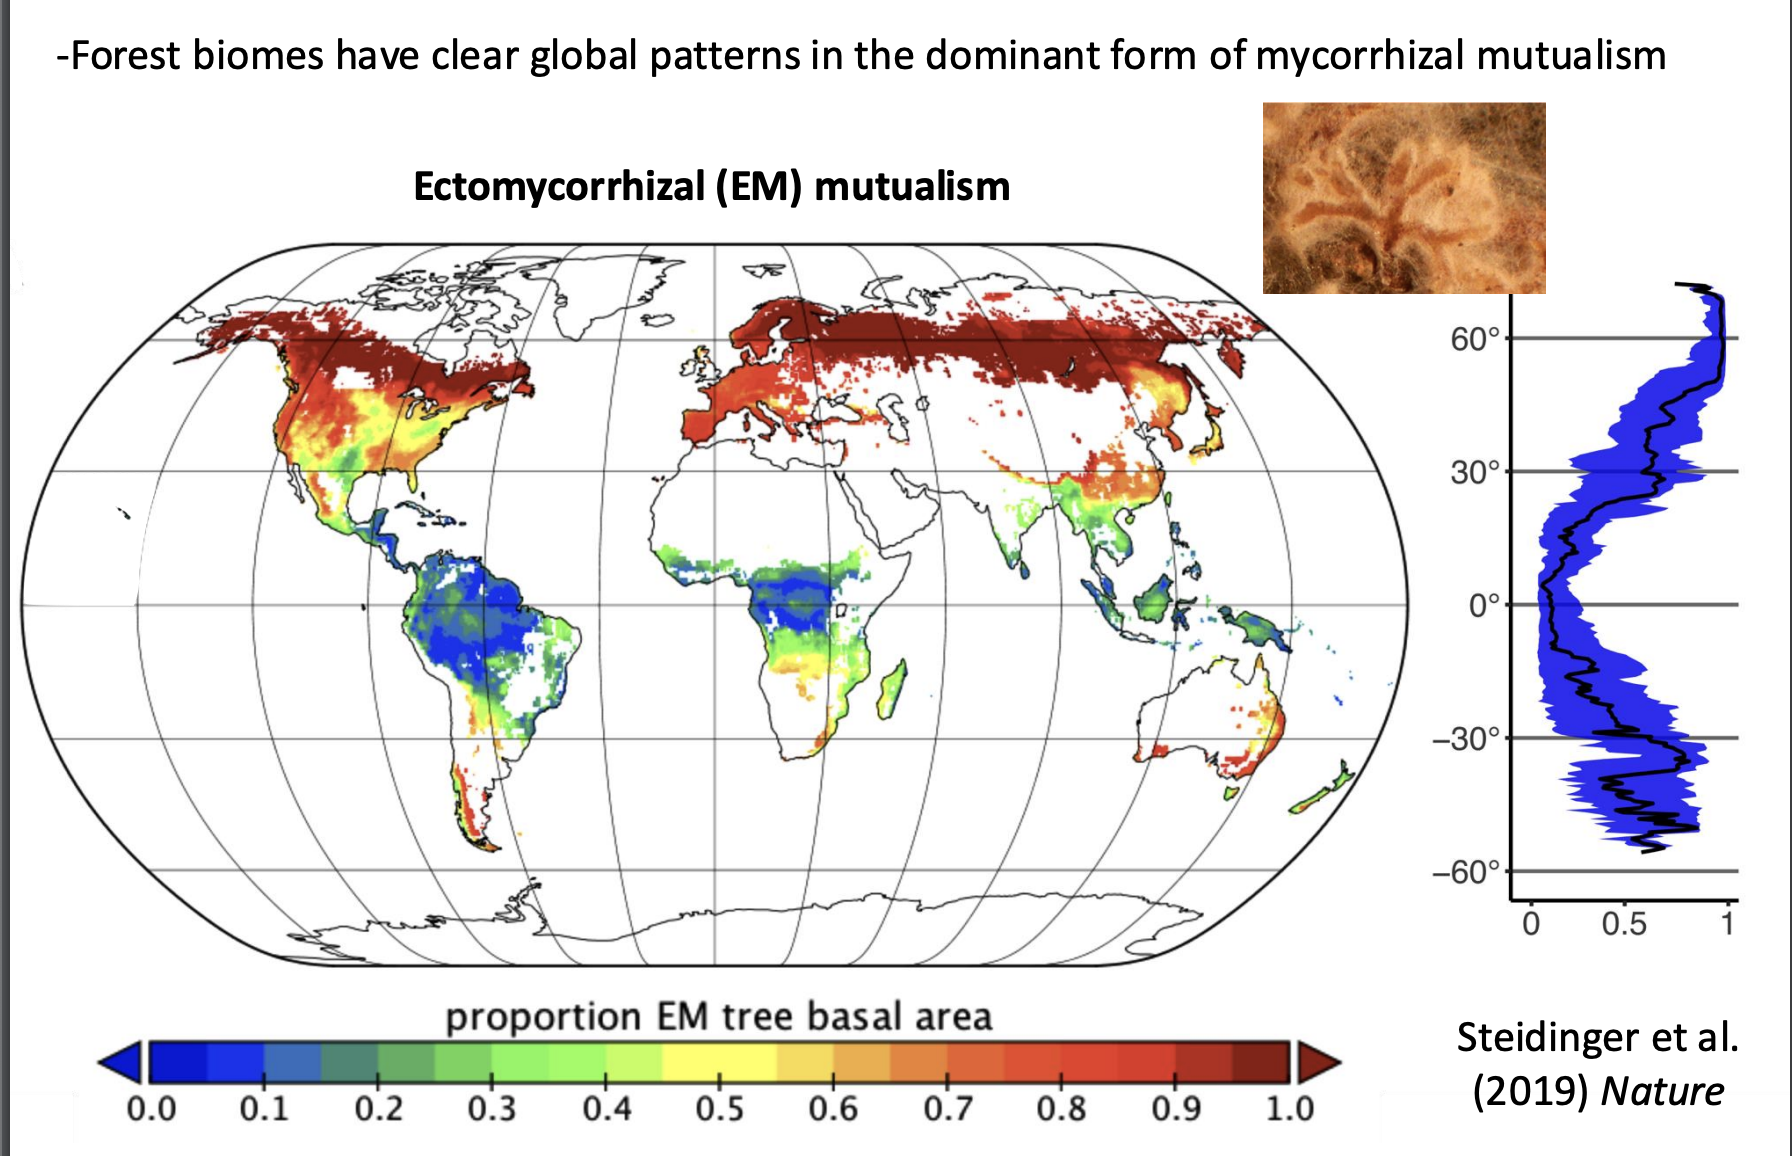 -Forest biomes have clear global patterns in the dominant form of mycorrhizal mutualism
Ectomycorrhizal (EM) mutualism
60°
30°
0°
−30°
−60°
0 0.5 1
proportion EM tree basal area
0.0 0.1 0.2 0.3 0.4 0.5 0.6 0.7 0.8 0.9 1.0
Steidinger et al.
(2019) Nature